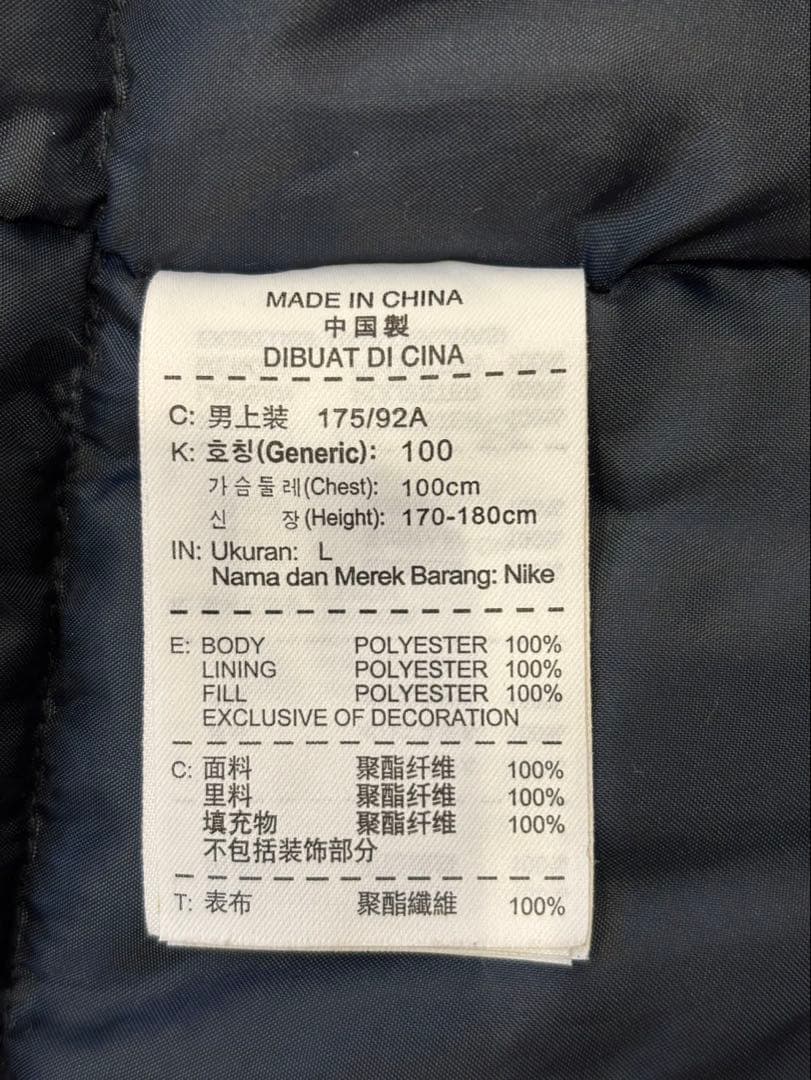 MADE IN CHINA
中国製
DIBUAT DI CINA
C: 男上装 175/92A
K: 호칭(Generic): 100
가슴둘레(Chest): 100cm
신 장(Height): 170-180cm
IN: Ukuran: L
Nama dan Merek Barang: Nike
E: BODY POLYESTER 100%
LINING POLYESTER 100%
FILL POLYESTER 100%
EXCLUSIVE OF DECORATION
C: 面料 聚酯纤维 100%
里料 聚酯纤维 100%
填充物 聚酯纤维 100%
不包括装饰部分
T: 表布 聚酯纖維 100%